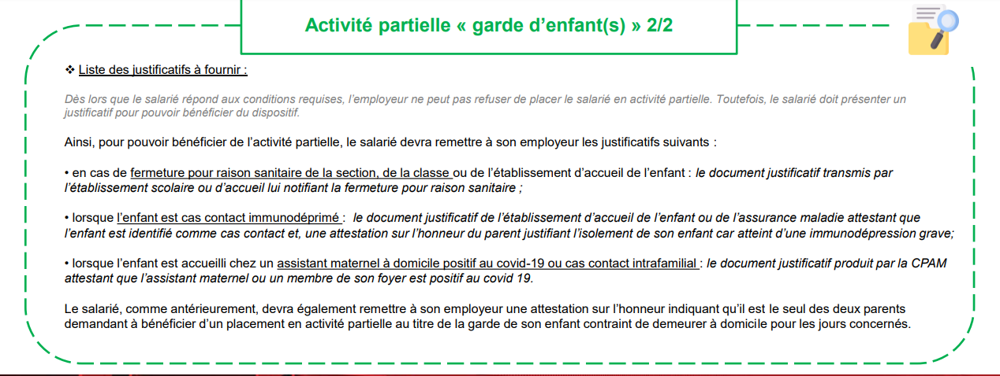 Activité partielle « garde d’enfant(s) » 2/2
❖ Liste des justificatifs à fournir :
Dès lors que le salarié répond aux conditions requises, l’employeur ne peut pas refuser de placer le salarié en activité partielle. Toutefois, le salarié doit présenter un
justificatif pour pouvoir bénéficier du dispositif.
Ainsi, pour pouvoir bénéficier de l’activité partielle, le salarié devra remettre à son employeur les justificatifs suivants :
• en cas de fermeture pour raison sanitaire de la section, de la classe ou de l’établissement d’accueil de l’enfant : le document justificatif transmis par
l’établissement scolaire ou d’accueil lui notifiant la fermeture pour raison sanitaire ;
• lorsque l’enfant est cas contact immunodéprimé : le document justificatif de l’établissement d’accueil de l’enfant ou de l’assurance maladie attestant que
l’enfant est identifié comme cas contact et, une attestation sur l’honneur du parent justifiant l’isolement de son enfant car atteint d’une immunodépression grave;
• lorsque l’enfant est accueilli chez un assistant maternel à domicile positif au covid-19 ou cas contact intrafamilial : le document justificatif produit par la CPAM
attestant que l’assistant maternel ou un membre de son foyer est positif au covid 19.
Le salarié, comme antérieurement, devra également remettre à son employeur une attestation sur l’honneur indiquant qu’il est le seul des deux parents
demandant à bénéficier d’un placement en activité partielle au titre de la garde de son enfant contraint de demeurer à domicile pour les jours concernés.